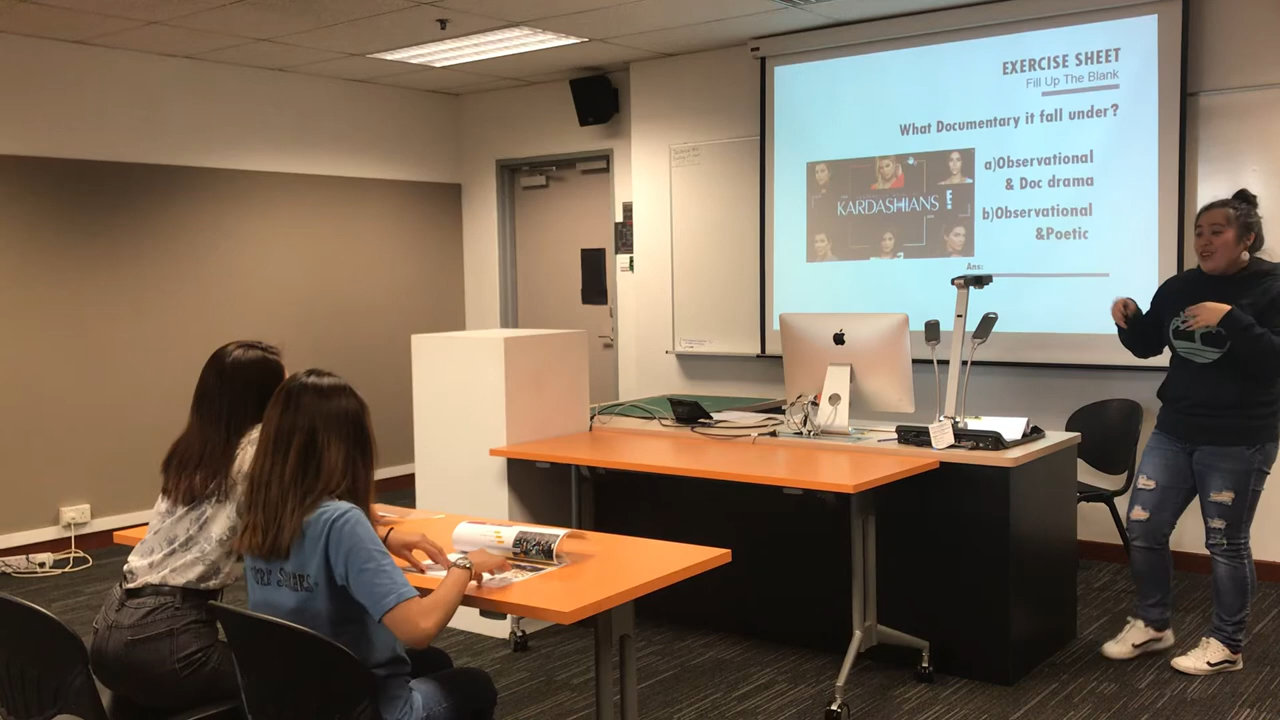 EXERCISE SHEET
Fill Up The Blank
What Documentary it fall under?
a)Observational
& Doc drama
b)Observational
&Poetic
KARDASHIANS
E
Ans: